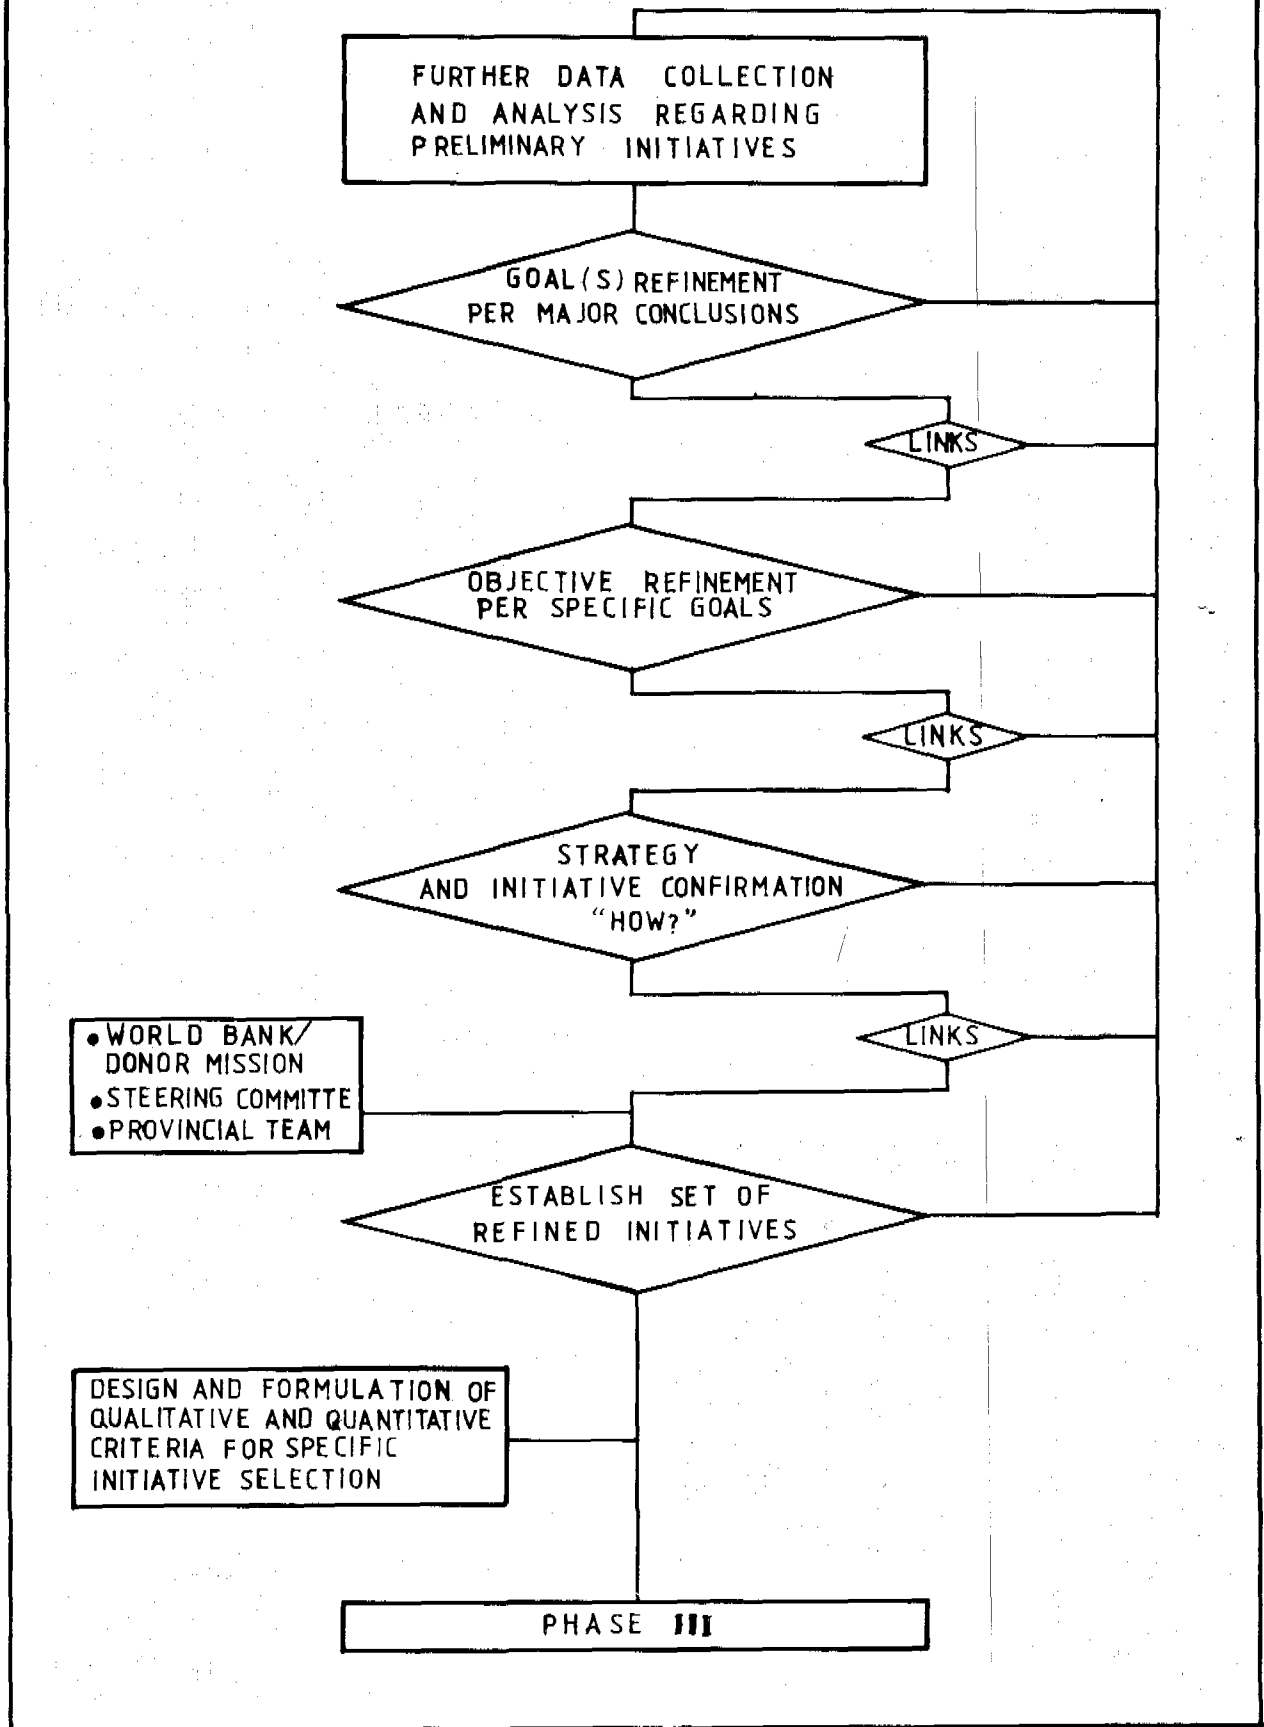 FURTHER DATA COLLECTION
AND ANALYSIS REGARDING
PRELIMINARY INITIATIVES
GOAL(S) REFINEMENT
PER MAJOR CONCLUSIONS
LINKS
OBJECTIVE REFINEMENT
PER SPECIFIC GOALS
LINKS
STRATEGY
AND INITIATIVE CONFIRMATION
“HOW?”
LINKS
•WORLD BANK/
DONOR MISSION
•STEERING COMMITTE
•PROVINCIAL TEAM
ESTABLISH SET OF
REFINED INITIATIVES
DESIGN AND FORMULATION OF
QUALITATIVE AND QUANTITATIVE
CRITERIA FOR SPECIFIC
INITIATIVE SELECTION
PHASE III